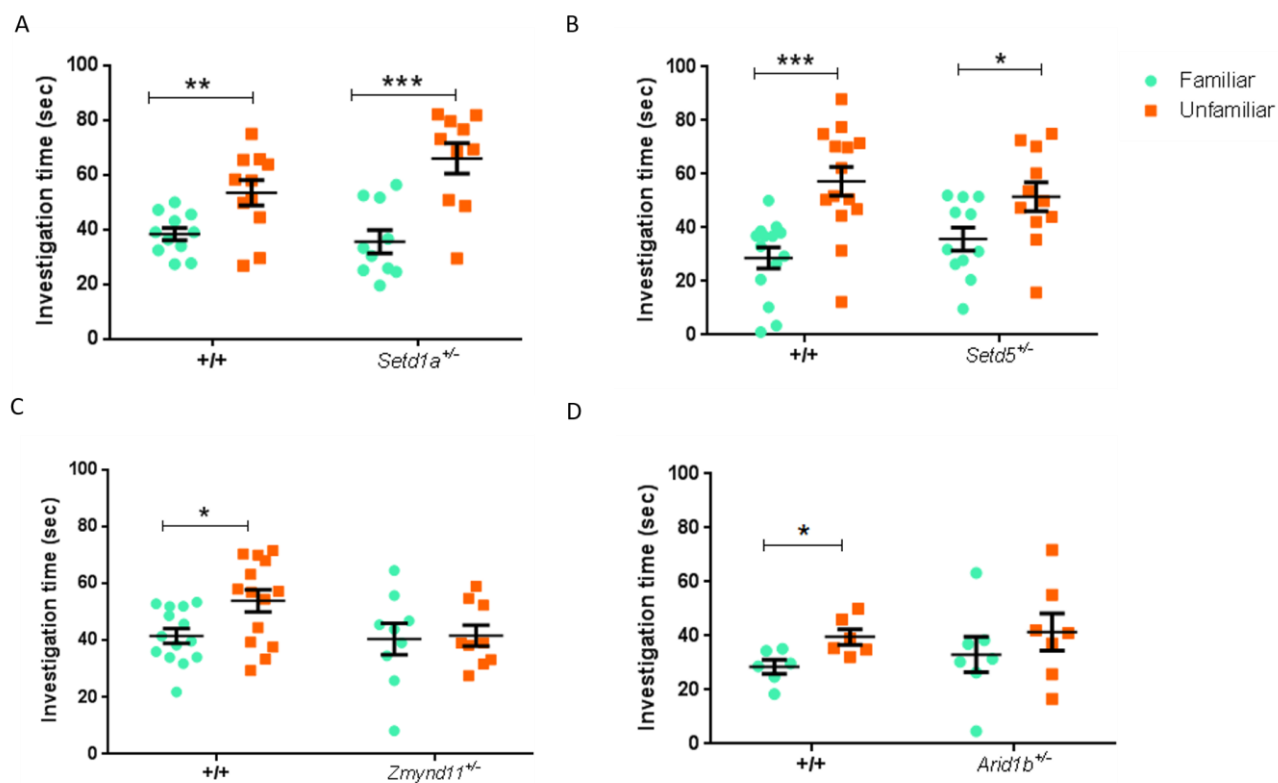 A
Investigation time (sec)
100
80
60
40
20
0
**
***
+/+
Setd1a+/-
B
Investigation time (sec)
100
80
60
40
20
0
***
*
+/+
Setd5+/-
Familiar
Unfamiliar
C
Investigation time (sec)
100
80
60
40
20
0
*
+/+
Zmynd11+/-
D
Investigation time (sec)
100
80
60
40
20
0
*
+/+
Arid1b+/-